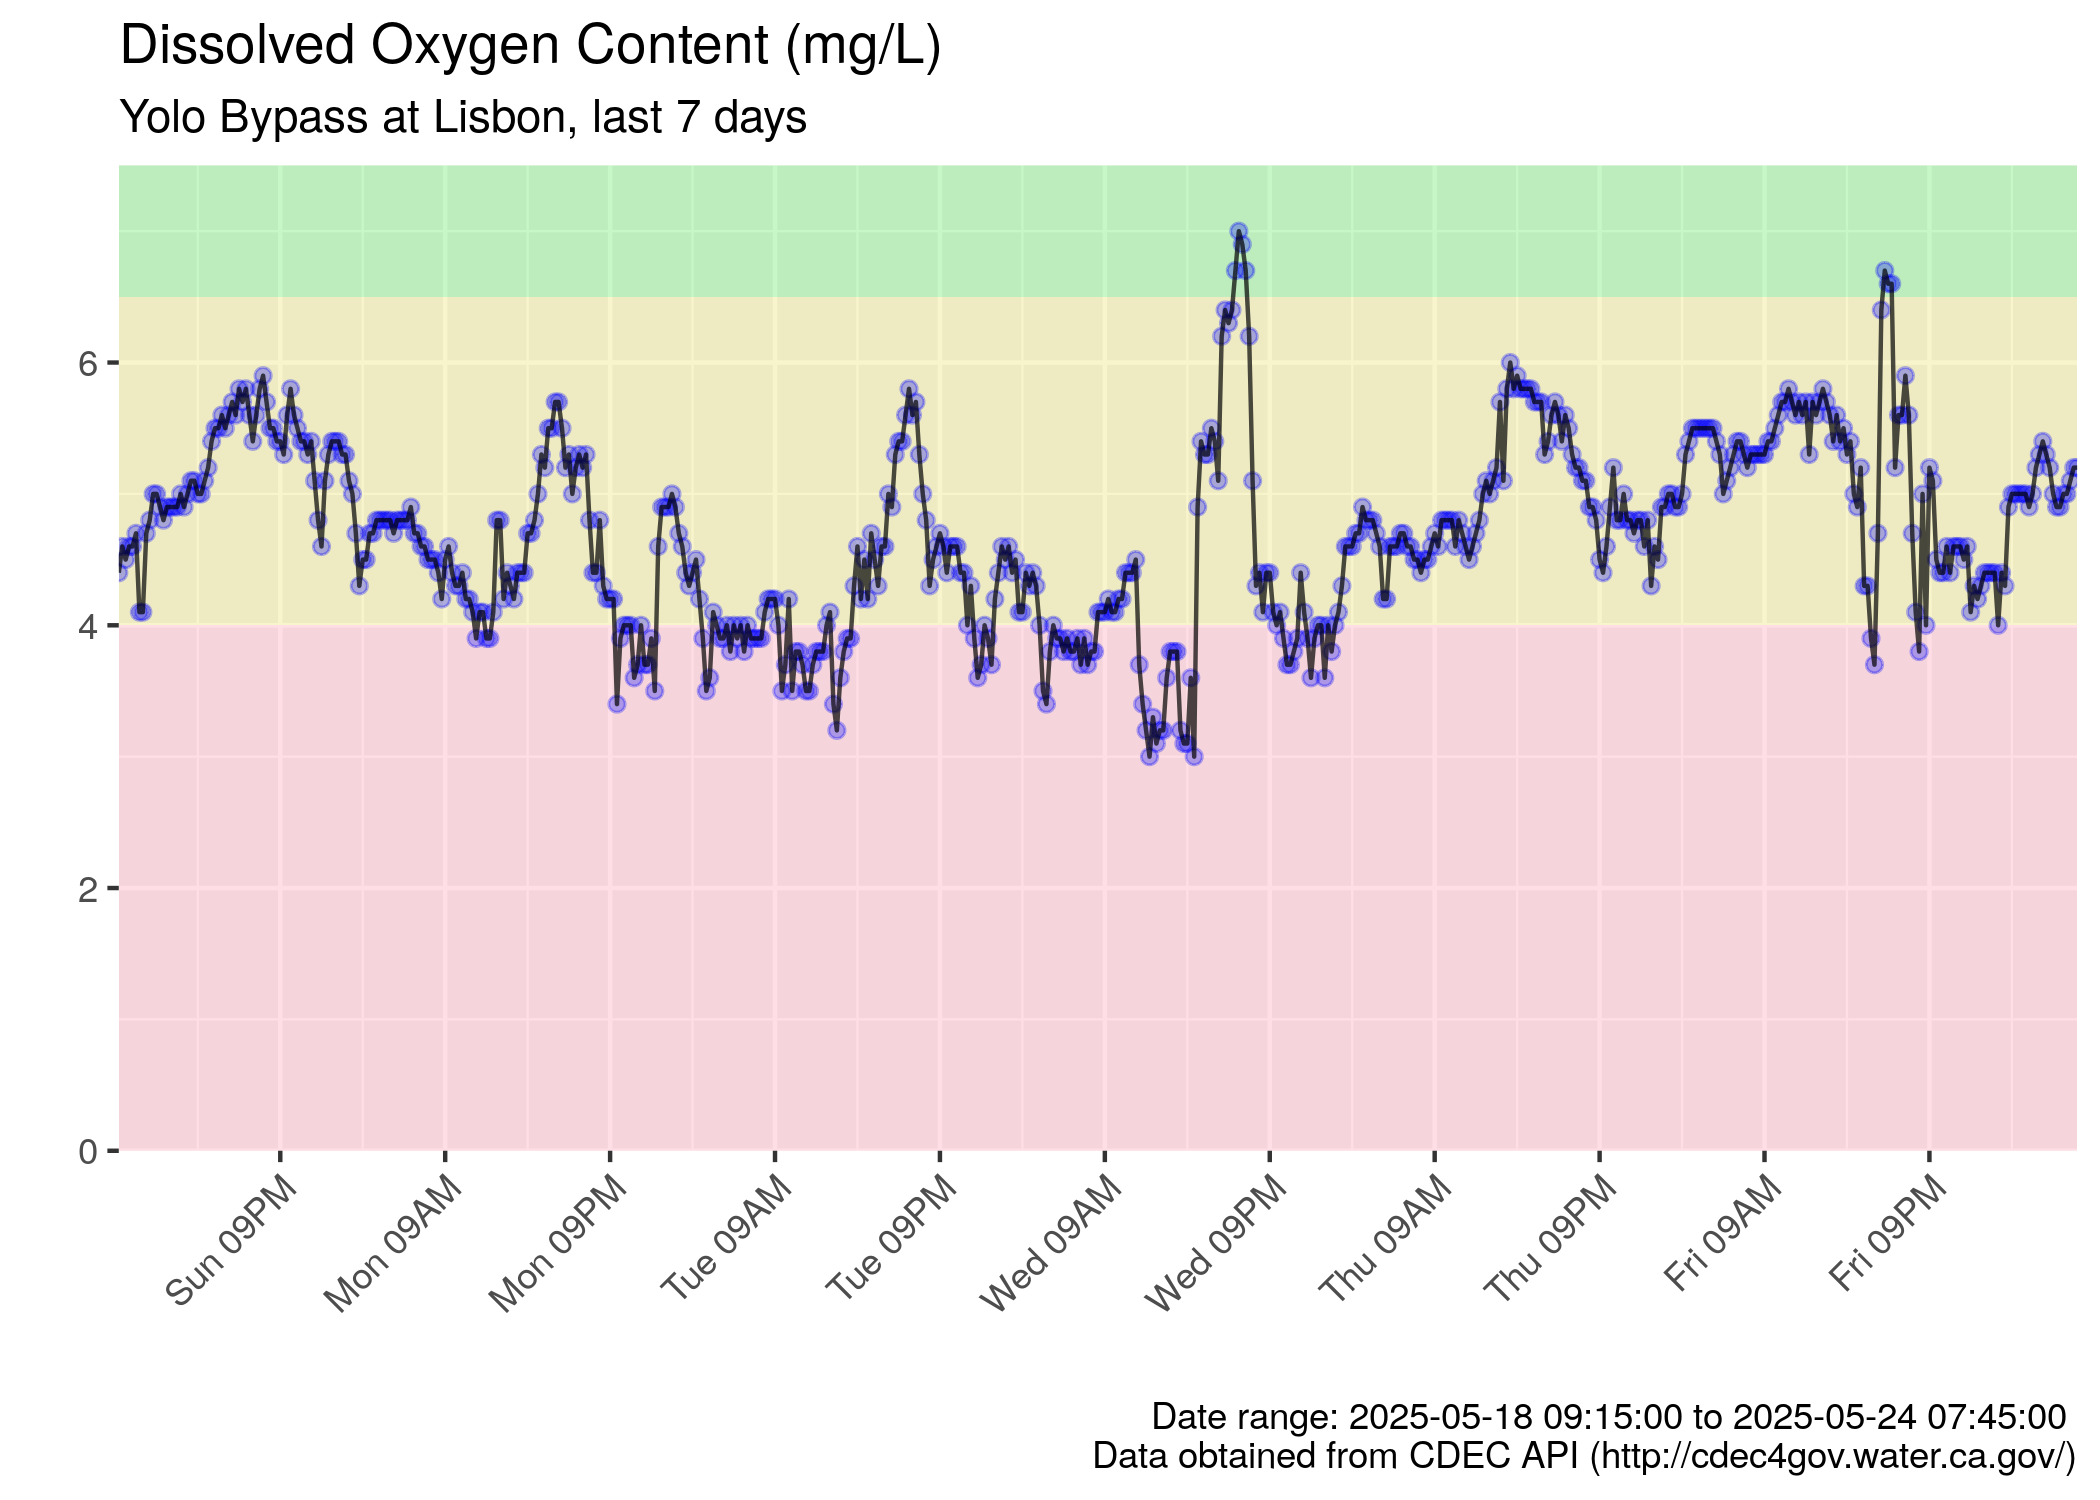 Dissolved Oxygen Content (mg/L)
Yolo Bypass at Lisbon, last 7 days
6
4
2
0
Sun 09PM
Mon 09AM
Mon 09PM
Tue 09AM
Tue 09PM
Wed 09AM
Wed 09PM
Thu 09AM
Thu 09PM
Fri 09AM
Fri 09PM
Date range: 2025-05-18 09:15:00 to 2025-05-24 07:45:00
Data obtained from CDEC API (http://cdec4gov.water.ca.gov/)